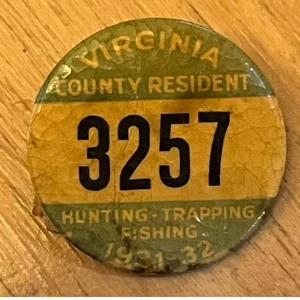 VIRGINIA
COUNTY RESIDENT
3257
HUNTING-TRAPPING
FISHING
1931-32